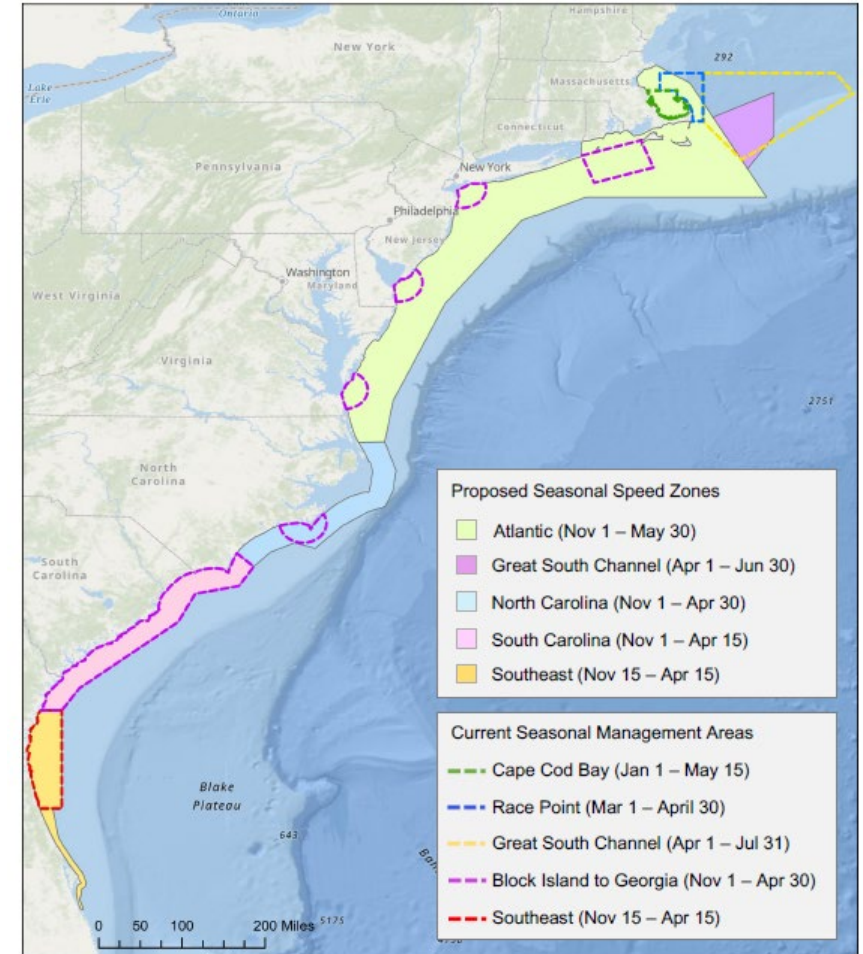 Hampshire
Ontario
New York
292
Massachusetts
Lake
Erie
Connecticut
Pennsylvania
New York
Philadelphia
New Jersey
Washington
Maryland
West Virginia
Virginia
2751
North
Carolina
South
Carolina
Blake
Plateau
643
5175
0 50 100 200 Miles
Proposed Seasonal Speed Zones
Atlantic (Nov 1 – May 30)
Great South Channel (Apr 1 – Jun 30)
North Carolina (Nov 1 – Apr 30)
South Carolina (Nov 1 – Apr 15)
Southeast (Nov 15 – Apr 15)
Current Seasonal Management Areas
Cape Cod Bay (Jan 1 – May 15)
Race Point (Mar 1 – April 30)
Great South Channel (Apr 1 – Jul 31)
Block Island to Georgia (Nov 1 – Apr 30)
Southeast (Nov 15 – Apr 15)